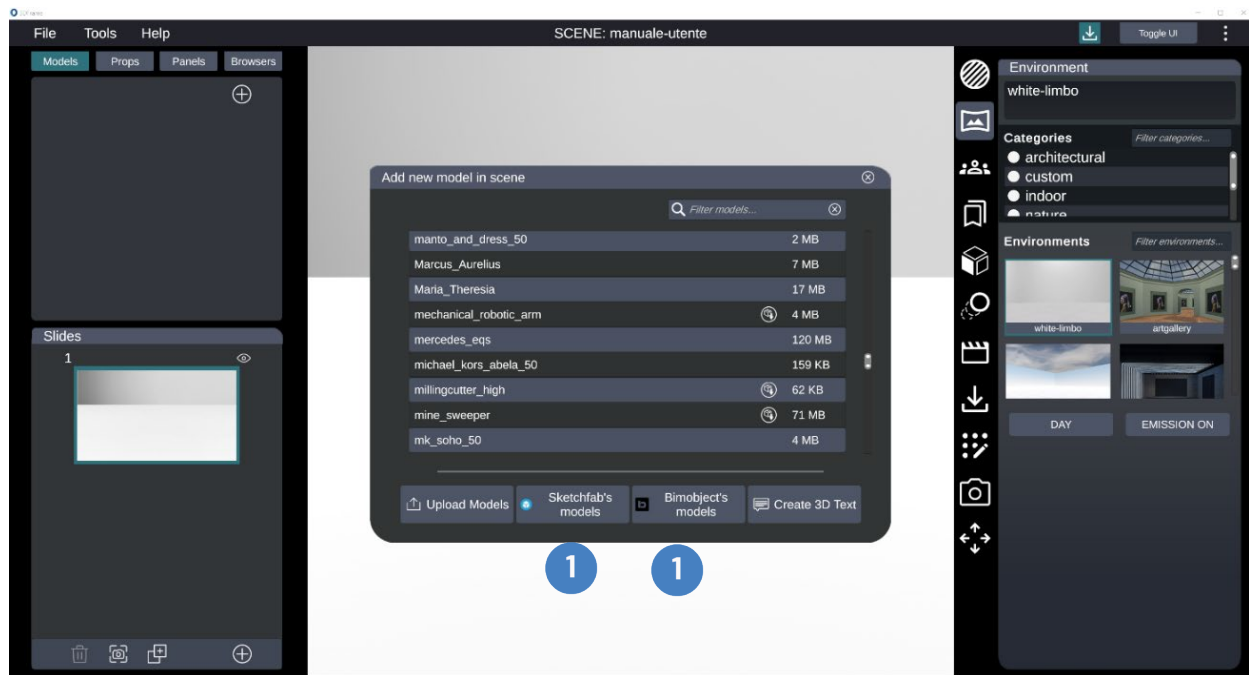 File Tools Help
SCENE: manuale-utente
Toggle UI
Models Props Panels Browsers
Slides
1
Add new model in scene
Filter models...
manto_and_dress_50 2 MB
Marcus_Aurelius 7 MB
Maria_Theresia 17 MB
mechanical_robotic_arm 4 MB
mercedes_eqs 120 MB
michael_kors_abela_50 159 KB
millingcutter_high 62 KB
mine_sweeper 71 MB
mk_soho_50 4 MB
Upload Models
Sketchfab's
models
Bimobject's
models
Create 3D Text
1 1
Environment
white-limbo
Categories Filter categories...
architectural
custom
indoor
nature
Environments Filter environments...
white-limbo artgallery
DAY EMISSION ON